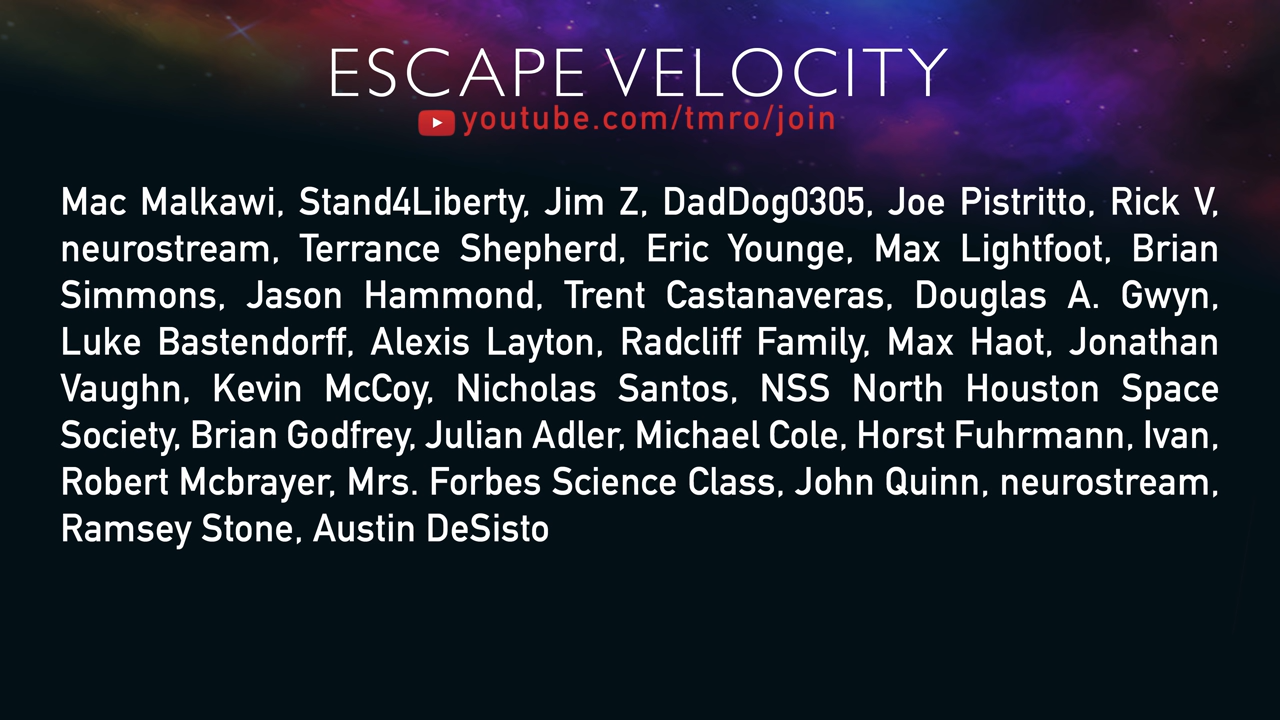 ESCAPE VELOCITY
youtube.com/tmro/join
Mac Malkawi, Stand4Liberty, Jim Z, DadDog0305, Joe Pistritto, Rick V,
neurostream, Terrance Shepherd, Eric Younge, Max Lightfoot, Brian
Simmons, Jason Hammond, Trent Castanaveras, Douglas A. Gwyn,
Luke Bastendorff, Alexis Layton, Radcliff Family, Max Haot, Jonathan
Vaughn, Kevin McCoy, Nicholas Santos, NSS North Houston Space
Society, Brian Godfrey, Julian Adler, Michael Cole, Horst Fuhrmann, Ivan,
Robert Mcbrayer, Mrs. Forbes Science Class, John Quinn, neurostream,
Ramsey Stone, Austin DeSisto